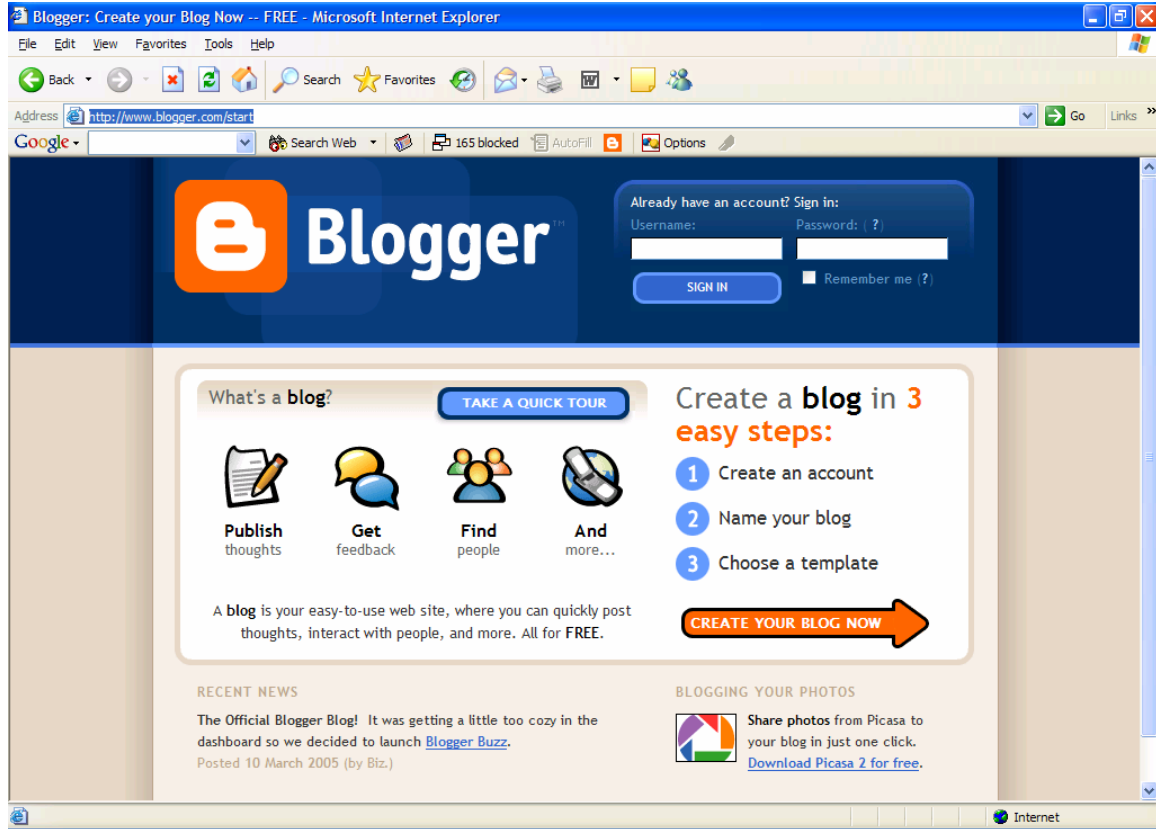 Blogger: Create your Blog Now -- FREE - Microsoft Internet Explorer
File Edit View Favorites Tools Help
Back Search Favorites
Address http://www.blogger.com/start Go Links »
Google Search Web 165 blocked AutoFill Options
Blogger™
Already have an account? Sign in:
Username: Password: (?)
SIGN IN
Remember me (?)
What's a blog?
TAKE A QUICK TOUR
Publish
thoughts
Get
feedback
Find
people
And
more...
A blog is your easy-to-use web site, where you can quickly post
thoughts, interact with people, and more. All for FREE.
Create a blog in 3
easy steps:
1 Create an account
2 Name your blog
3 Choose a template
CREATE YOUR BLOG NOW
RECENT NEWS
The Official Blogger Blog! It was getting a little too cozy in the
dashboard so we decided to launch Blogger Buzz.
Posted 10 March 2005 (by Biz.)
BLOGGING YOUR PHOTOS
Share photos from Picasa to
your blog in just one click.
Download Picasa 2 for free.
Internet